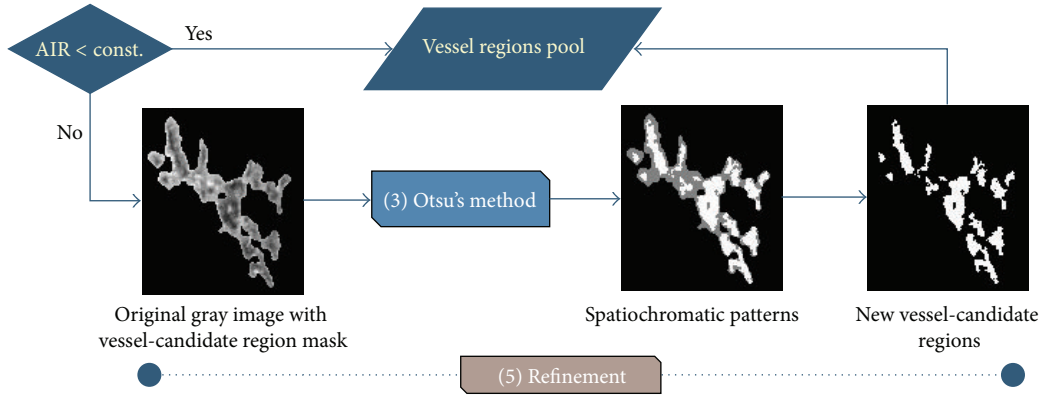 AIR < const.
Yes
Vessel regions pool
No
(3) Otsu's method
Original gray image with
vessel-candidate region mask
Spatiochromatic patterns
New vessel-candidate
regions
(5) Refinement